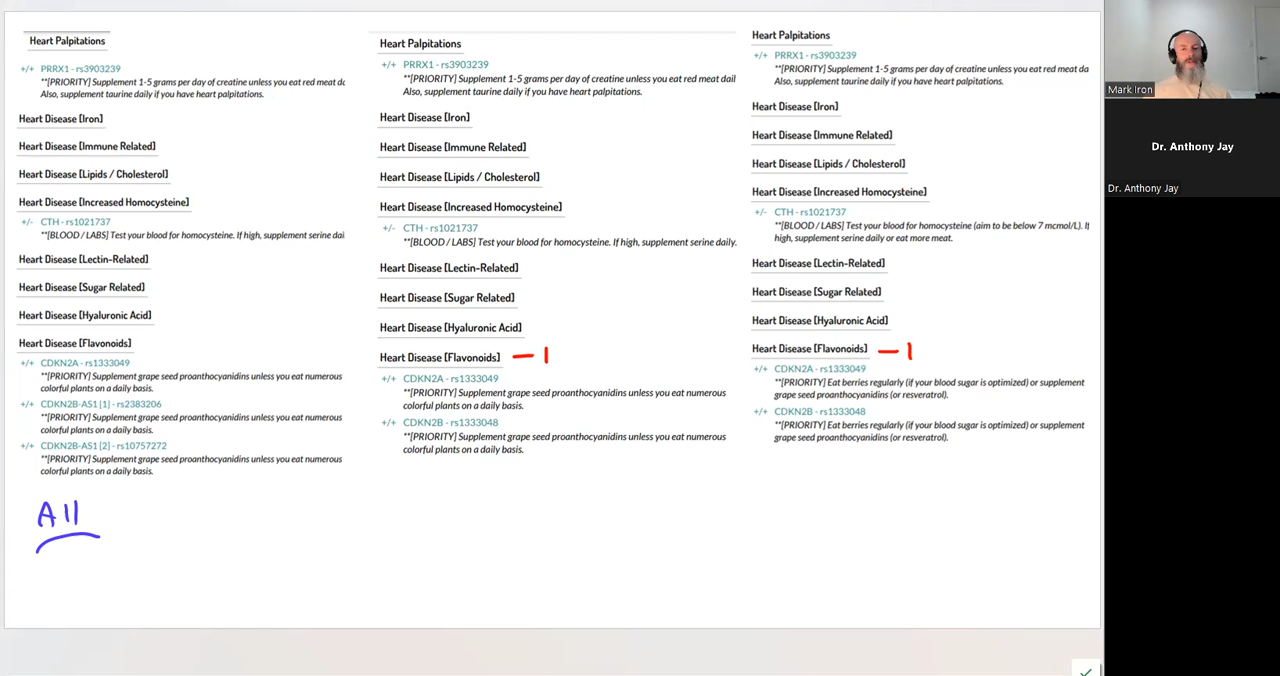 Heart Palpitations
+/+ PRRX1 - rs3903239
**[PRIORITY] Supplement 1-5 grams per day of creatine unless you eat red meat da
Also, supplement taurine daily if you have heart palpitations.
Heart Disease [Iron]
Heart Disease [Immune Related]
Heart Disease [Lipids / Cholesterol]
Heart Disease [Increased Homocysteine]
+/- CTH - rs1021737
**[BLOOD / LABS] Test your blood for homocysteine. If high, supplement serine dai
Heart Disease [Lectin-Related]
Heart Disease [Sugar Related]
Heart Disease [Hyaluronic Acid]
Heart Disease [Flavonoids]
+/+ CDKN2A - rs1333049
**[PRIORITY] Supplement grape seed proanthocyanidins unless you eat numerous
colorful plants on a daily basis.
+/+ CDKN2B-AS1 [1] - rs2383206
**[PRIORITY] Supplement grape seed proanthocyanidins unless you eat numerous
colorful plants on a daily basis.
+/+ CDKN2B-AS1 [2] - rs10757272
**[PRIORITY] Supplement grape seed proanthocyanidins unless you eat numerous
colorful plants on a daily basis.
All
Heart Palpitations
+/+ PRRX1 - rs3903239
**[PRIORITY] Supplement 1-5 grams per day of creatine unless you eat red meat dail
Also, supplement taurine daily if you have heart palpitations.
Heart Disease [Iron]
Heart Disease [Immune Related]
Heart Disease [Lipids / Cholesterol]
Heart Disease [Increased Homocysteine]
+/- CTH - rs1021737
**[BLOOD / LABS] Test your blood for homocysteine. If high, supplement serine daily.
Heart Disease [Lectin-Related]
Heart Disease [Sugar Related]
Heart Disease [Hyaluronic Acid]
Heart Disease [Flavonoids] - 1
+/+ CDKN2A - rs1333049
**[PRIORITY] Supplement grape seed proanthocyanidins unless you eat numerous
colorful plants on a daily basis.
+/+ CDKN2B - rs1333048
**[PRIORITY] Supplement grape seed proanthocyanidins unless you eat numerous
colorful plants on a daily basis.
Heart Palpitations
+/+ PRRX1 - rs3903239
**[PRIORITY] Supplement 1-5 grams per day of creatine unless you eat red meat da
Also, supplement taurine daily if you have heart palpitations.
Heart Disease [Iron]
Heart Disease [Immune Related]
Heart Disease [Lipids / Cholesterol]
Heart Disease [Increased Homocysteine]
+/- CTH - rs1021737
**[BLOOD / LABS] Test your blood for homocysteine (aim to be below 7 mcmol/L). If
high, supplement serine daily or eat more meat.
Heart Disease [Lectin-Related]
Heart Disease [Sugar Related]
Heart Disease [Hyaluronic Acid]
Heart Disease [Flavonoids] - 1
+/+ CDKN2A - rs1333049
**[PRIORITY] Eat berries regularly (if your blood sugar is optimized) or supplement
grape seed proanthocyanidins (or resveratrol).
+/+ CDKN2B - rs1333048
**[PRIORITY] Eat berries regularly (if your blood sugar is optimized) or supplement
grape seed proanthocyanidins (or resveratrol).
Mark Iron
Dr. Anthony Jay
Dr. Anthony Jay